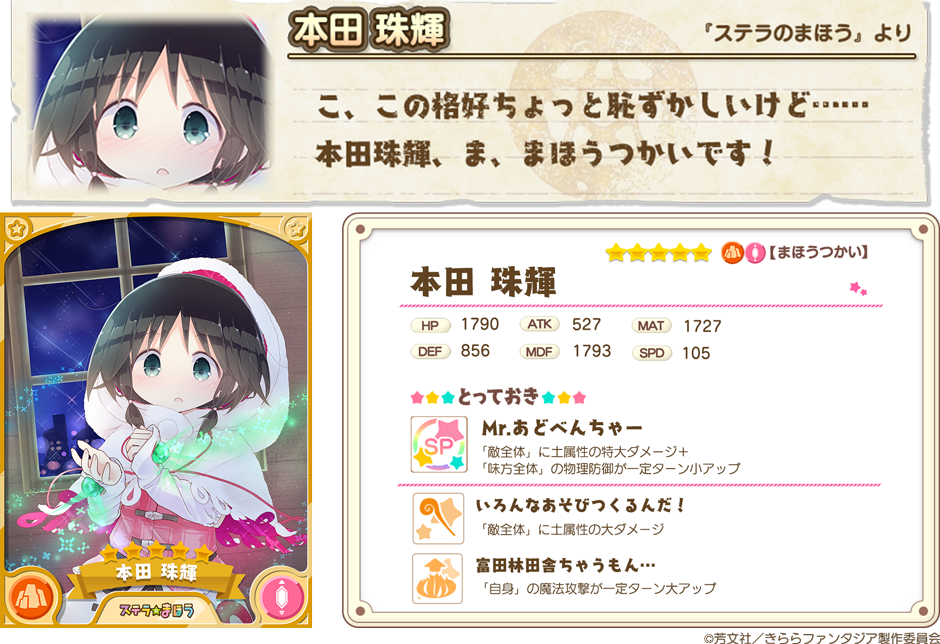 本田 珠輝
『ステラのまほう』より
こ、この格好ちょっと恥ずかしいけど……
本田珠輝、ま、まほうつかいです！
本田 珠輝
ステラのまほう
★★★★★ 【まほうつかい】
本田 珠輝
HP 1790 ATK 527 MAT 1727
DEF 856 MDF 1793 SPD 105
★★★とっておき★★★
SP
Mr.あどべんちゃー
「敵全体」に土属性の特大ダメージ＋
「味方全体」の物理防御が一定ターン小アップ
いろんなあそびつくるんだ！
「敵全体」に土属性の大ダメージ
富田林田舎ちゃうもん…
「自身」の魔法攻撃が一定ターン大アップ
©芳文社／きららファンタジア製作委員会